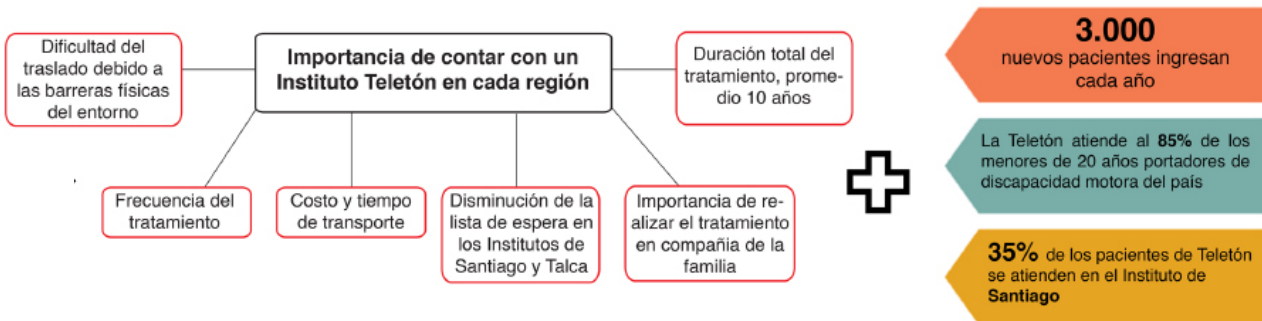 Dificultad del
traslado debido a
las barreras físicas
del entorno
Importancia de contar con un
Instituto Teletón en cada región
Duración total del
tratamiento, prome-
dio 10 años
Frecuencia del
tratamiento
Costo y tiempo
de transporte
Disminución de la
lista de espera en
los Institutos de
Santiago y Talca
Importancia de re-
alizar el tratamiento
en compañia de la
familia
3.000
nuevos pacientes ingresan
cada año
La Teletón atiende al 85% de los
menores de 20 años portadores de
discapacidad motora del país
35% de los pacientes de Teletón
se atienden en el Instituto de
Santiago